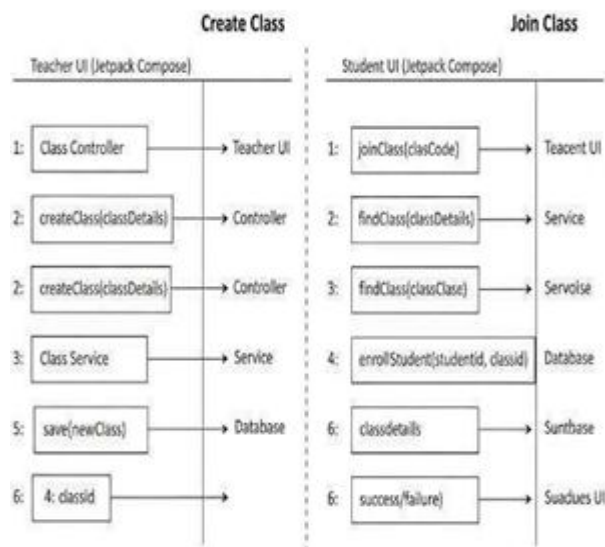 Create Class
Teacher UI (Jetpack Compose)
1: Class Controller Teacher UI
2: createClass(classDetails) Controller
2: createClass(classDetails) Controller
3: Class Service Service
5: save(newClass) Database
6: 4: classid
Join Class
Student UI (Jetpack Compose)
1: joinClass(clasCode) Teacent UI
2: findClass(classDetails) Service
3: findClass(classClase) Servoise
4: enrollStudent(studentid, classid) Database
6: classdetails Suntbase
6: success/failure) Suadues UI